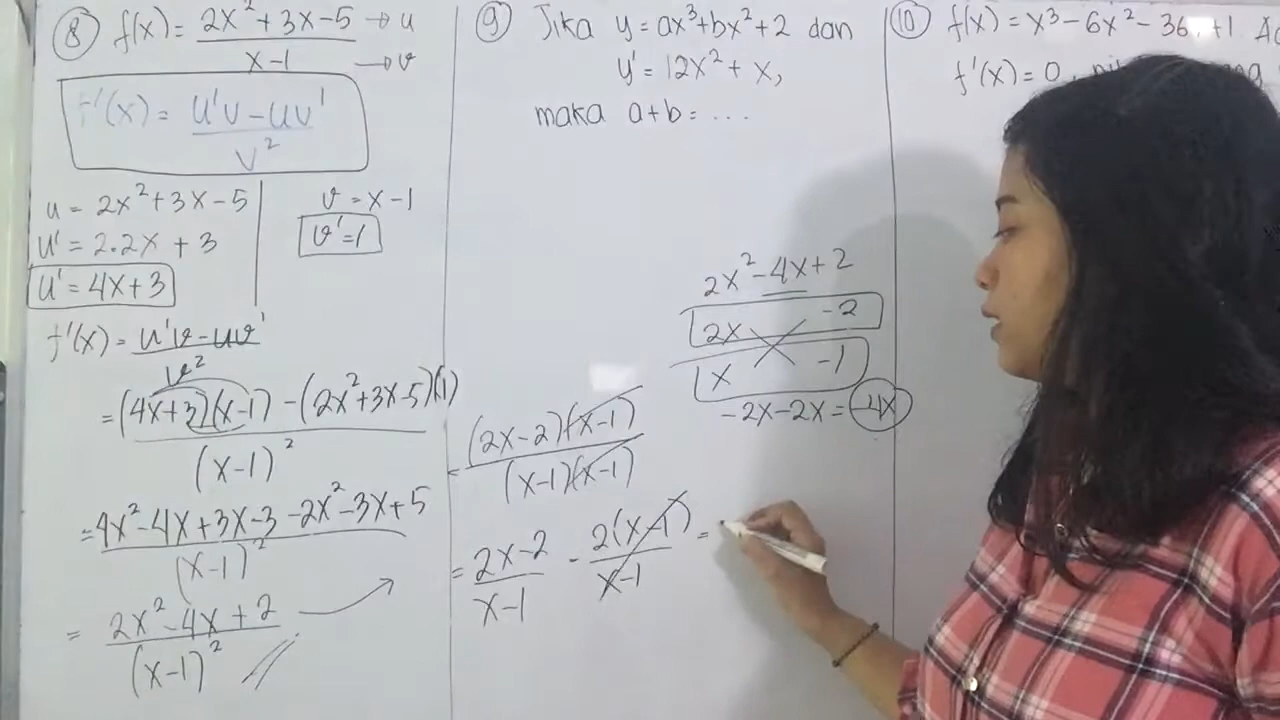 ⑧ f(x) = 2x² + 3x - 5 → u
x - 1 → v
f'(x) = u'v - uv'
v²
u = 2x² + 3x - 5
u' = 2.2x + 3
u' = 4x + 3
v = x - 1
v' = 1
f'(x) = u'v - uv'
v²
= (4x+3)(x-1) - (2x²+3x-5)(1)
(x-1)²
= 4x² - 4x + 3x - 3 - 2x² - 3x + 5
(x-1)²
= 2x² - 4x + 2
(x-1)²
= (2x-2)(x-1)
(x-1)(x-1)
= 2x-2 - 2(x-1) =
x-1 x-1
2x² - 4x + 2
2x -2
x -1
-2x - 2x = -4x
⑨ Jika y = ax³ + bx² + 2 dan
y' = 12x² + x,
maka a+b = ...
⑩ f(x) = x³ - 6x² - 36 +1.
f'(x) = 0,